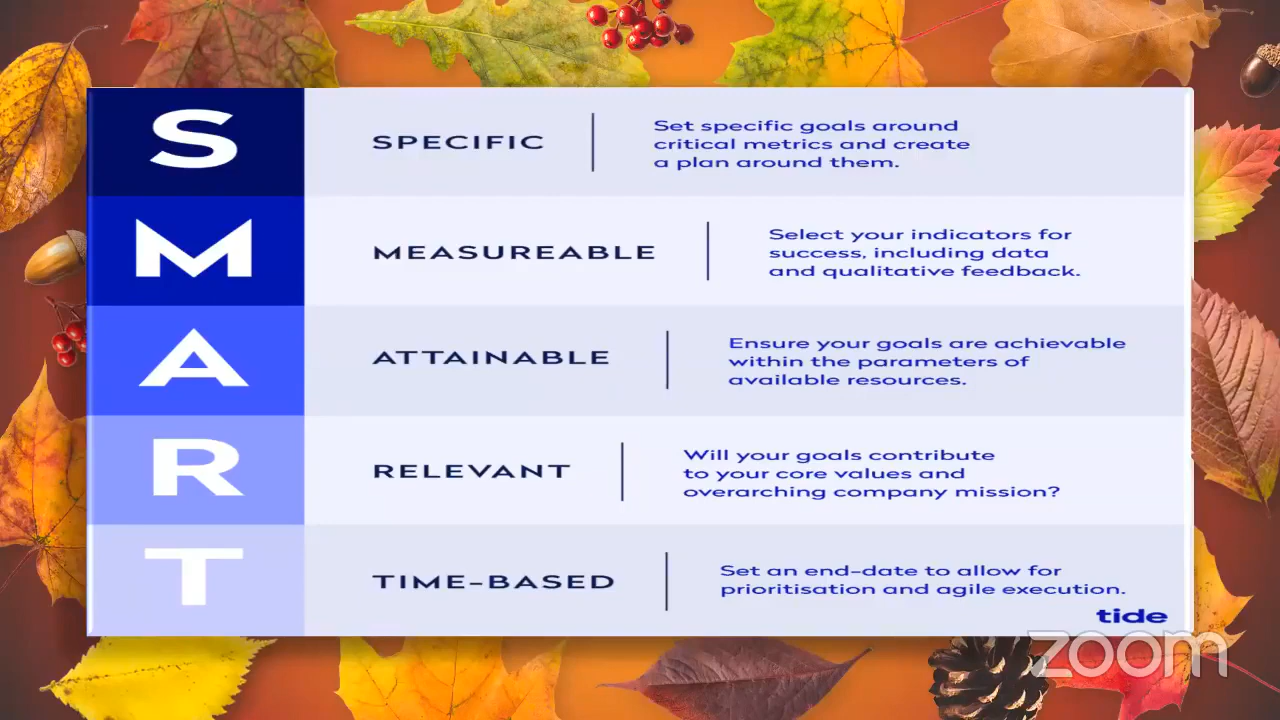 S
SPECIFIC
Set specific goals around
critical metrics and create
a plan around them.
M
MEASUREABLE
Select your indicators for
success, including data
and qualitative feedback.
A
ATTAINABLE
Ensure your goals are achievable
within the parameters of
available resources.
R
RELEVANT
Will your goals contribute
to your core values and
overarching company mission?
T
TIME-BASED
Set an end-date to allow for
prioritisation and agile execution.
tide
zoom